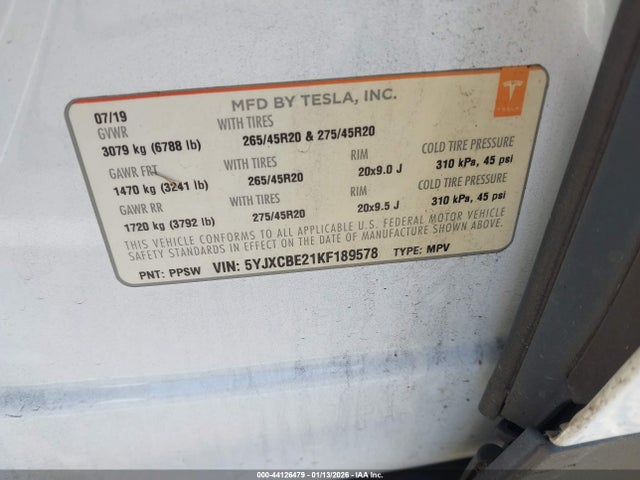 MFD BY TESLA, INC.
TESLA
07/19
GVWR WITH TIRES
3079 kg (6788 lb) 265/45R20 & 275/45R20
GAWR FRT WITH TIRES RIM COLD TIRE PRESSURE
1470 kg (3241 lb) 265/45R20 20x9.0 J 310 kPa, 45 psi
GAWR RR WITH TIRES RIM COLD TIRE PRESSURE
1720 kg (3792 lb) 275/45R20 20x9.5 J 310 kPa, 45 psi
THIS VEHICLE CONFORMS TO ALL APPLICABLE U.S. FEDERAL MOTOR VEHICLE
SAFETY STANDARDS IN EFFECT ON THE DATE OF MANUFACTURE SHOWN ABOVE.
PNT: PPSW VIN: 5YJXCBE21KF189578 TYPE: MPV
000-44126479 - 01/13/2026 - IAA Inc.